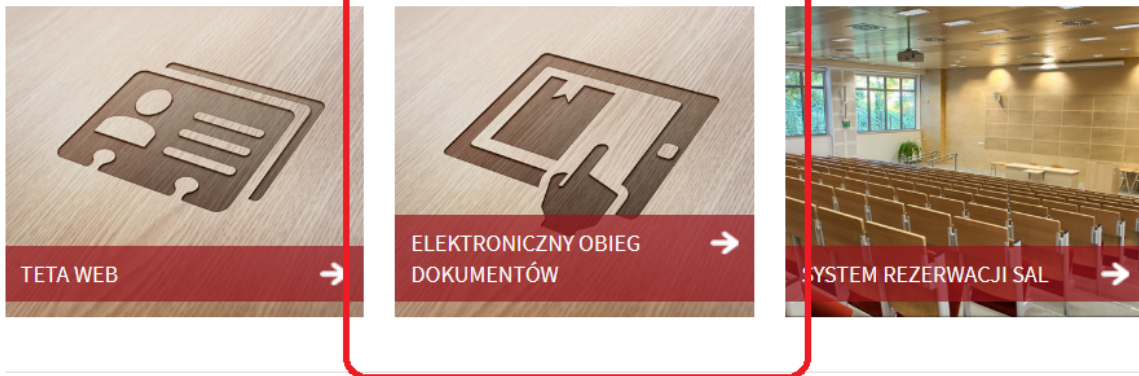 TETA WEB
ELEKTRONICZNY OBIEG
DOKUMENTÓW
SYSTEM REZERWACJI SAL